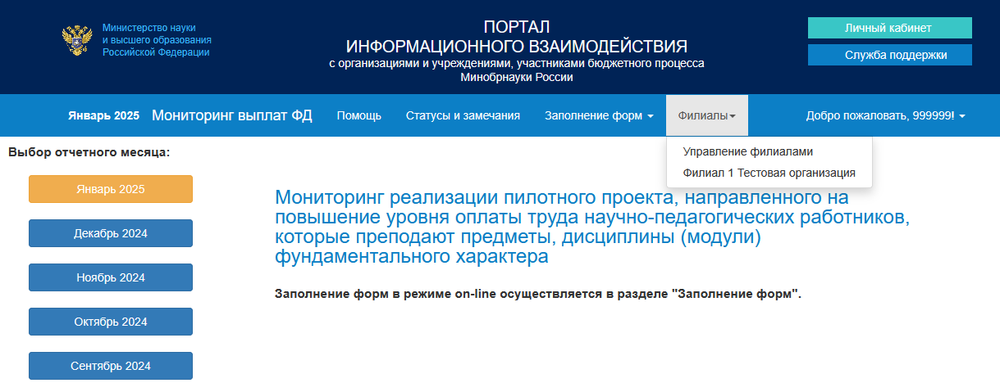 Министерство науки
и высшего образования
Российской Федерации
ПОРТАЛ
ИНФОРМАЦИОННОГО ВЗАИМОДЕЙСТВИЯ
с организациями и учреждениями, участниками бюджетного процесса
Минобрнауки России
Личный кабинет
Служба поддержки
Январь 2025 Мониторинг выплат ФД Помощь Статусы и замечания Заполнение форм Филиалы Добро пожаловать, 999999!
Управление филиалами
Филиал 1 Тестовая организация
Выбор отчетного месяца:
Январь 2025
Декабрь 2024
Ноябрь 2024
Октябрь 2024
Сентябрь 2024
Мониторинг реализации пилотного проекта, направленного на
повышение уровня оплаты труда научно-педагогических работников,
которые преподают предметы, дисциплины (модули)
фундаментального характера
Заполнение форм в режиме on-line осуществляется в разделе "Заполнение форм".